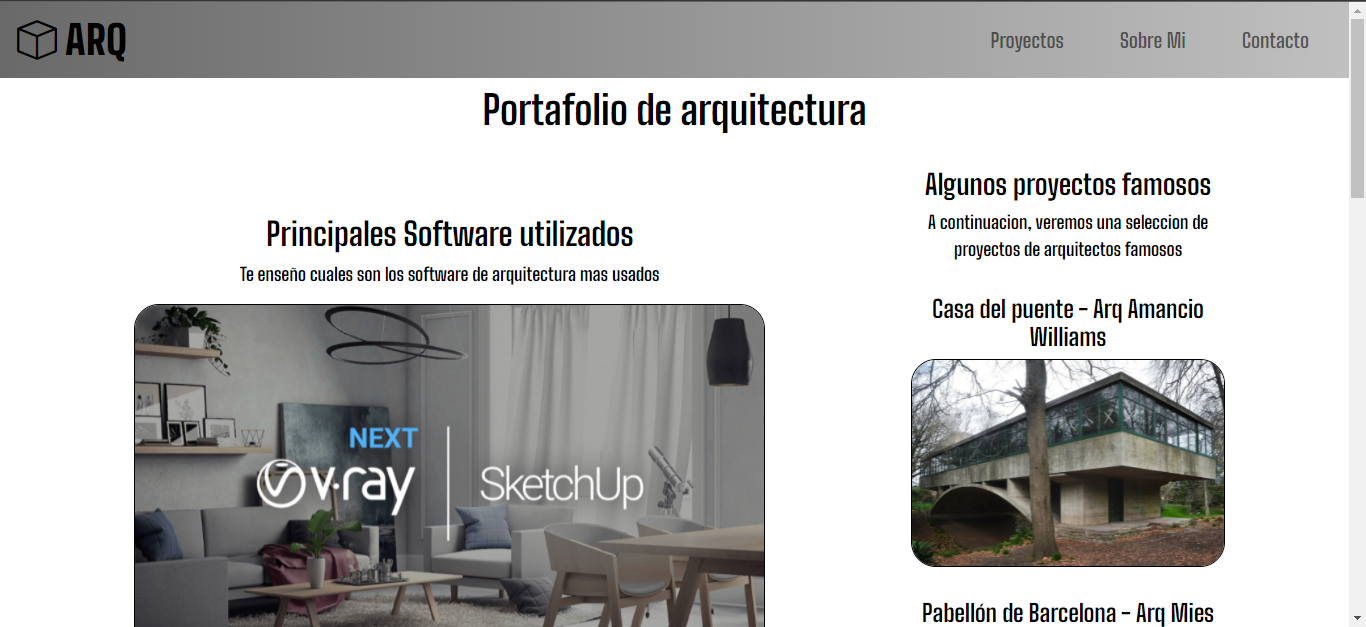 ARQ
Proyectos
Sobre Mi
Contacto
Portafolio de arquitectura
Principales Software utilizados
Te enseño cuales son los software de arquitectura mas usados
NEXT
v·ray
SketchUp
Algunos proyectos famosos
A continuacion, veremos una seleccion de
proyectos de arquitectos famosos
Casa del puente - Arq Amancio
Williams
Pabellón de Barcelona - Arq Mies